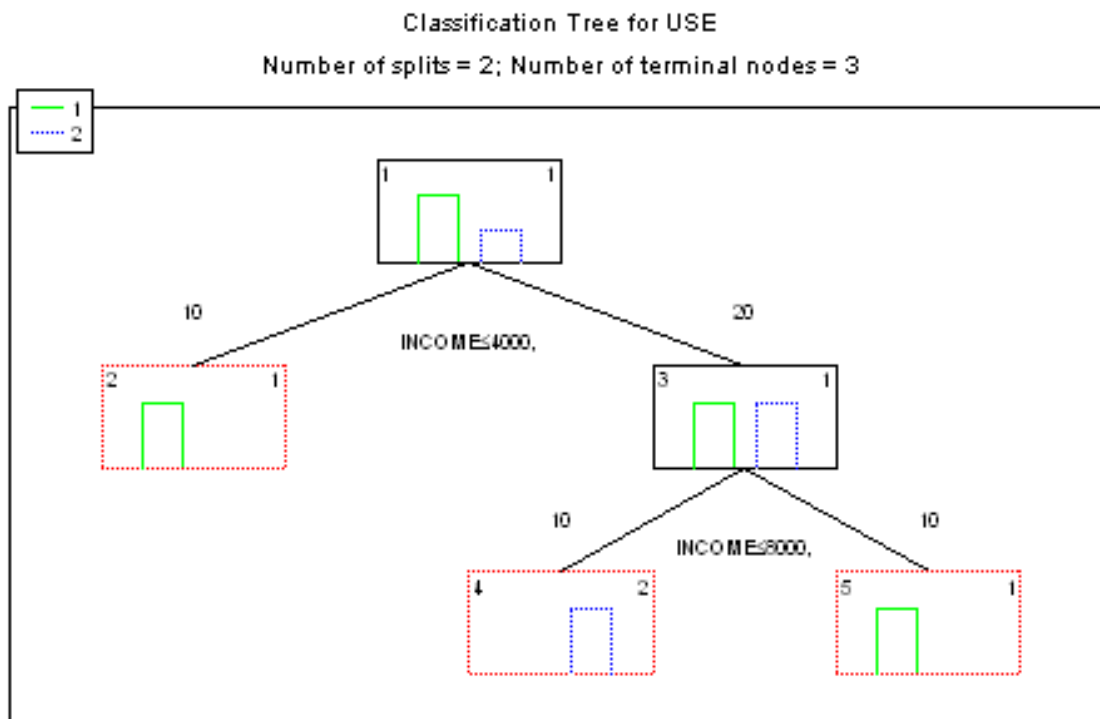 Classification Tree for USE
Number of splits = 2; Number of terminal nodes = 3
1
2
1 1
10 20
INCOME≤4000,
2 1
3 1
10 10
INCOME≤8000,
4 2
5 1